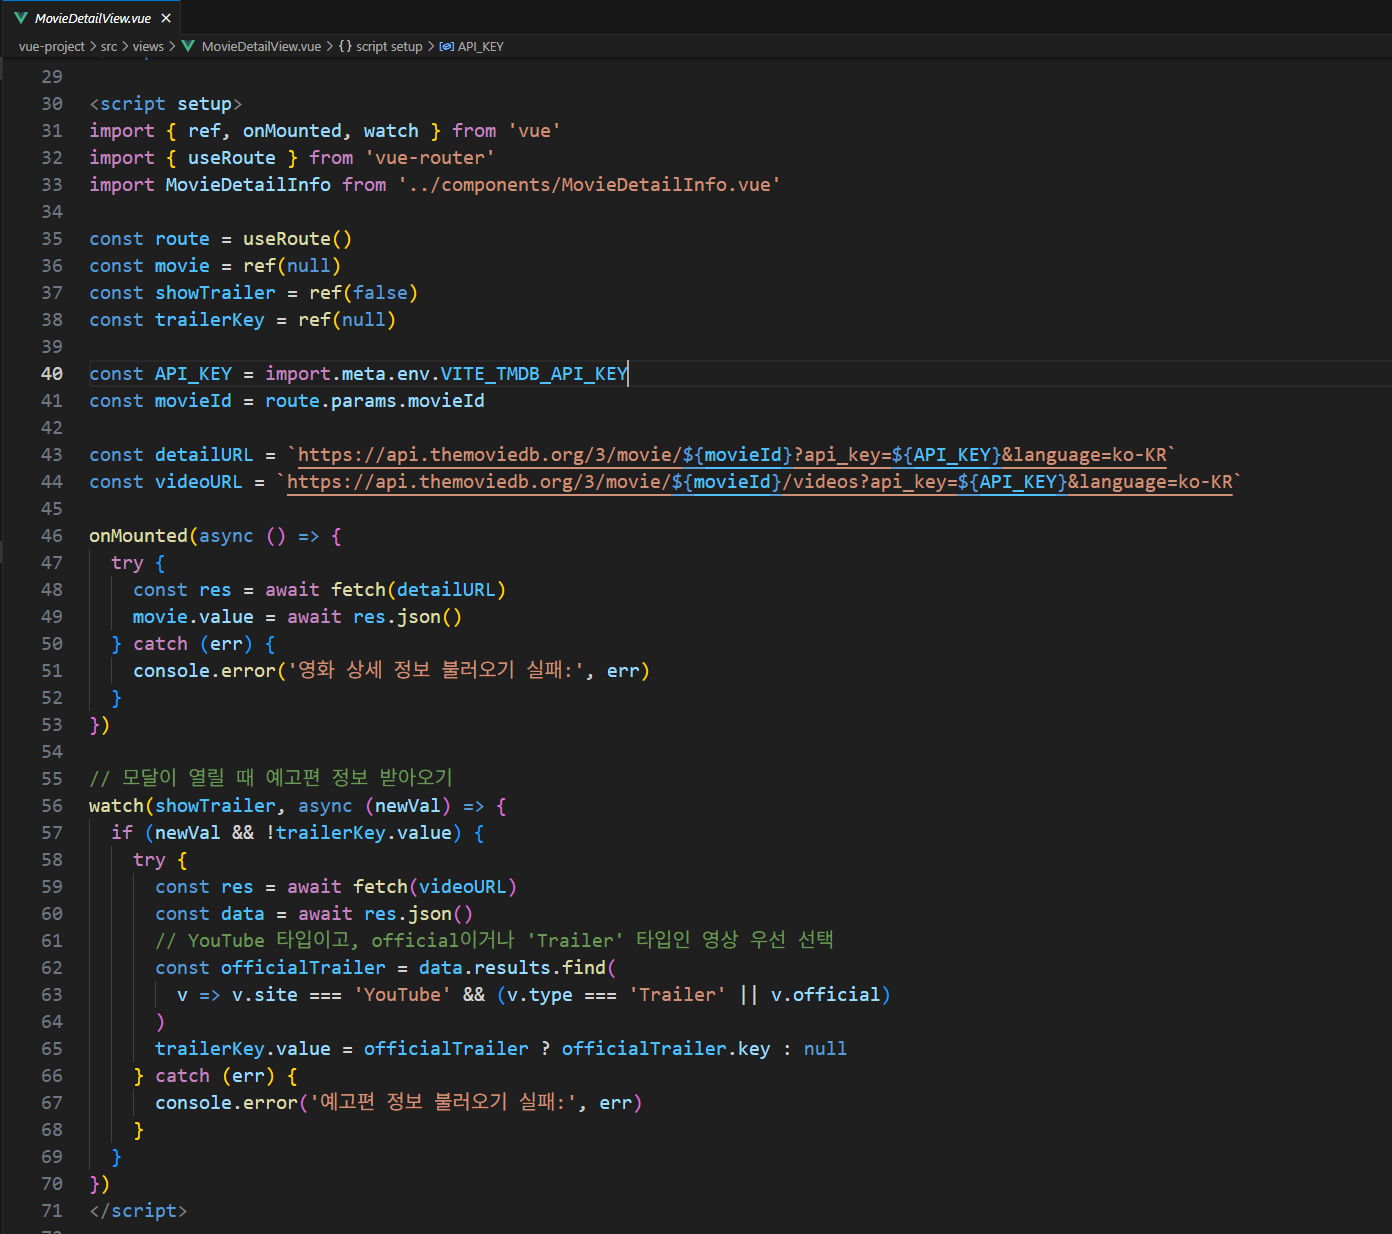 MovieDetailView.vue ×
vue-project > src > views > MovieDetailView.vue > {} script setup > API_KEY
29
30 <script setup>
31 import { ref, onMounted, watch } from 'vue'
32 import { useRoute } from 'vue-router'
33 import MovieDetailInfo from '../components/MovieDetailInfo.vue'
34
35 const route = useRoute()
36 const movie = ref(null)
37 const showTrailer = ref(false)
38 const trailerKey = ref(null)
39
40 const API_KEY = import.meta.env.VITE_TMDB_API_KEY
41 const movieId = route.params.movieId
42
43 const detailURL = `https://api.themoviedb.org/3/movie/${movieId}?api_key=${API_KEY}&language=ko-KR`
44 const videoURL = `https://api.themoviedb.org/3/movie/${movieId}/videos?api_key=${API_KEY}&language=ko-KR`
45
46 onMounted(async () => {
47   try {
48     const res = await fetch(detailURL)
49     movie.value = await res.json()
50   } catch (err) {
51     console.error('영화 상세 정보 불러오기 실패:', err)
52   }
53 })
54
55 // 모달이 열릴 때 예고편 정보 받아오기
56 watch(showTrailer, async (newVal) => {
57   if (newVal && !trailerKey.value) {
58     try {
59       const res = await fetch(videoURL)
60       const data = await res.json()
61       // YouTube 타입이고, official이거나 'Trailer' 타입인 영상 우선 선택
62       const officialTrailer = data.results.find(
63         v => v.site === 'YouTube' && (v.type === 'Trailer' || v.official)
64       )
65       trailerKey.value = officialTrailer ? officialTrailer.key : null
66     } catch (err) {
67       console.error('예고편 정보 불러오기 실패:', err)
68     }
69   }
70 })
71 </script>